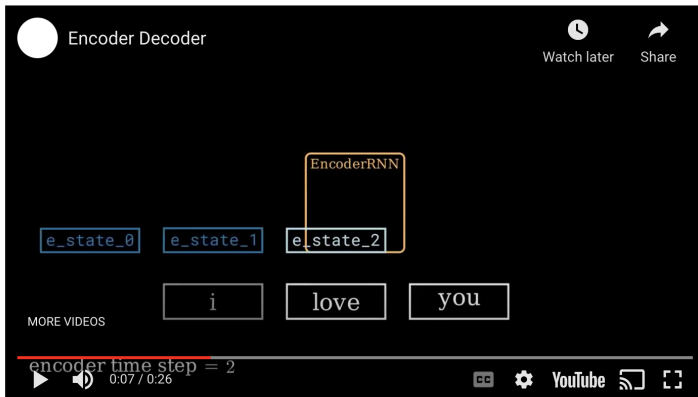 Encoder Decoder
Watch later
Share
EncoderRNN
e_state_0
e_state_1
e_state_2
i
love
you
MORE VIDEOS
encoder time step = 2
0:07 / 0:26
CC
YouTube